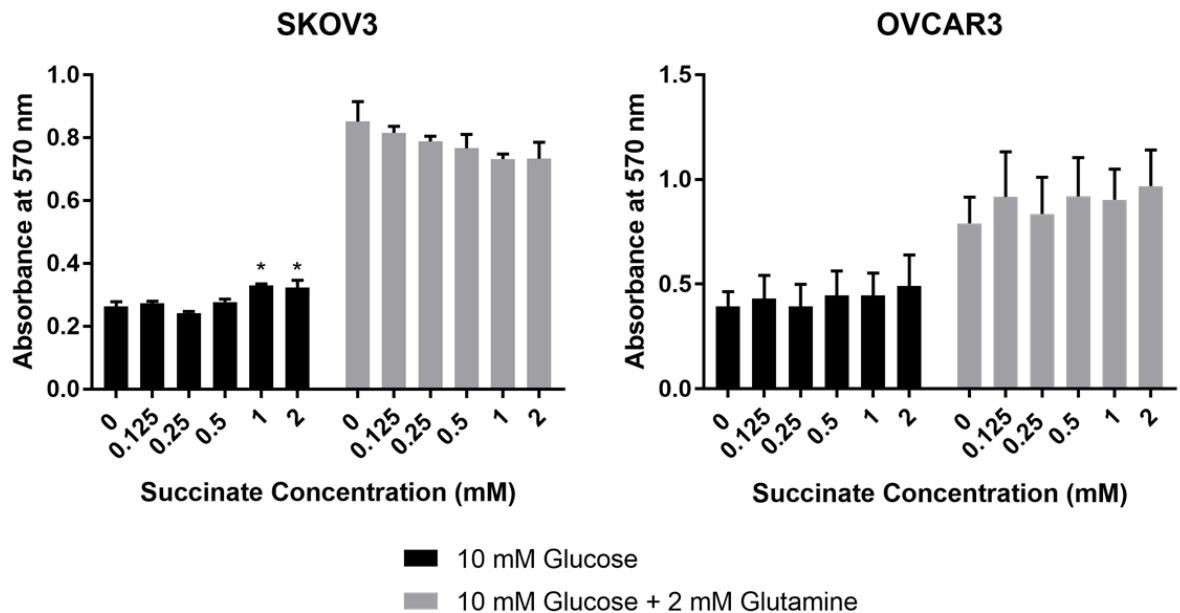 SKOV3
Absorbance at 570 nm
1.0
0.8
0.6
0.4
0.2
0.0
* *
0 0.125 0.25 0.5 1 2 0 0.125 0.25 0.5 1 2
Succinate Concentration (mM)
OVCAR3
Absorbance at 570 nm
1.5
1.0
0.5
0.0
0 0.125 0.25 0.5 1 2 0 0.125 0.25 0.5 1 2
Succinate Concentration (mM)
10 mM Glucose
10 mM Glucose + 2 mM Glutamine